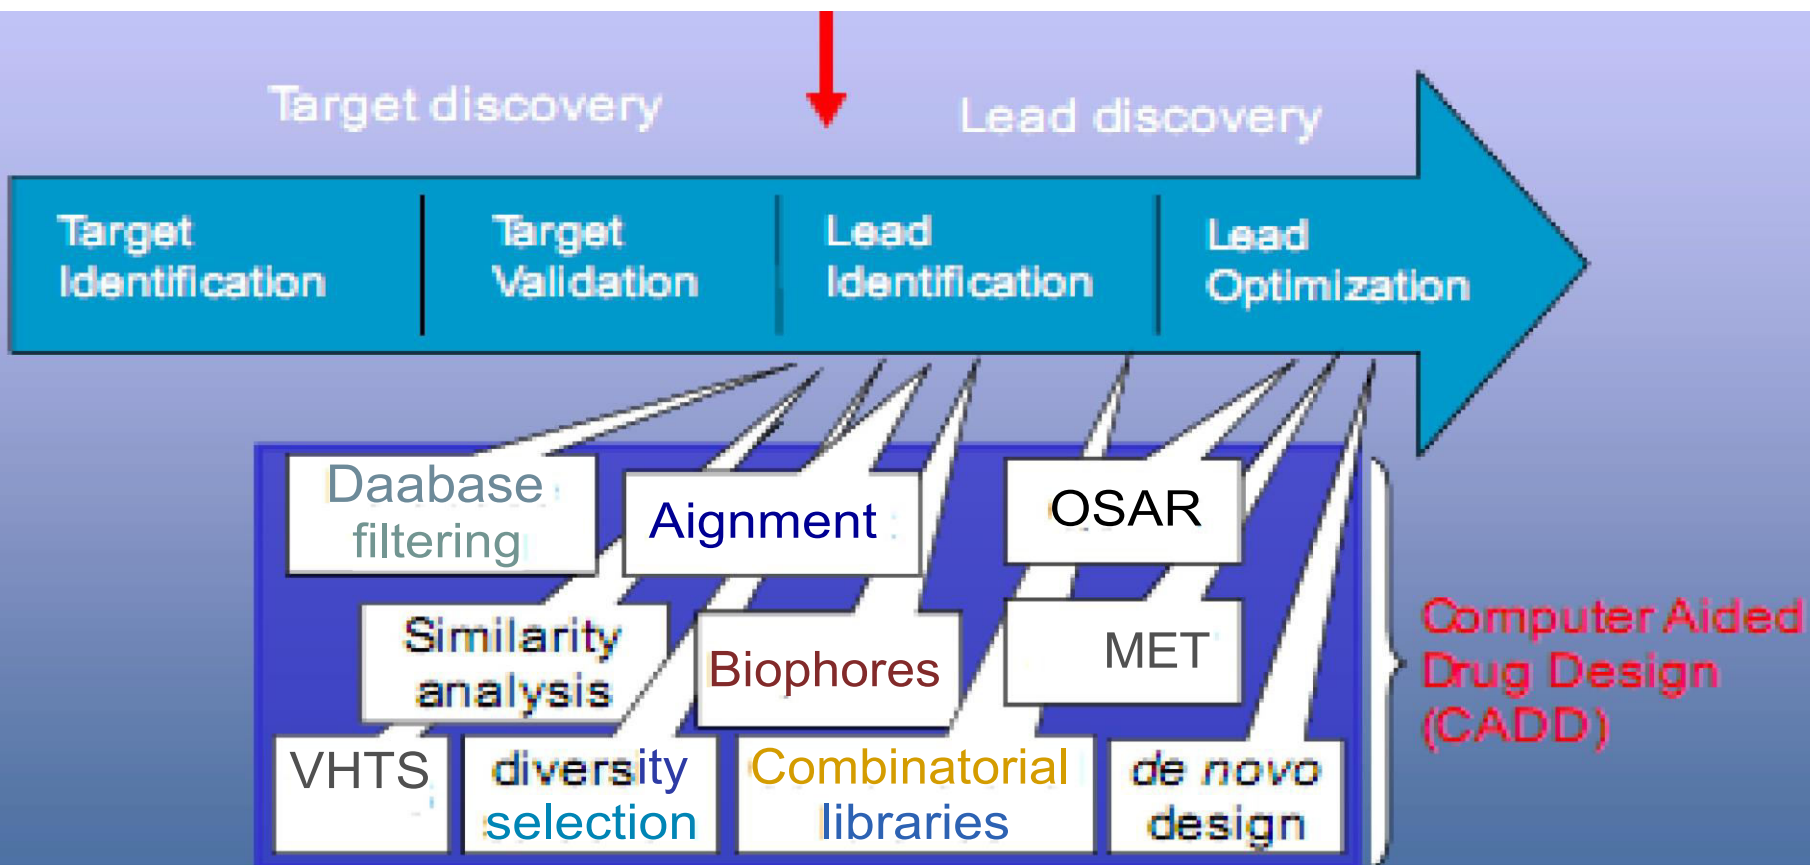 Target discovery
Lead discovery
Target
Identification
Target
Validation
Lead
Identification
Lead
Optimization
Daabase
filtering
Aignment
OSAR
Similarity
analysis
Biophores
MET
Computer Aided
Drug Design
(CADD)
VHTS
diversity
selection
Combinatorial
libraries
de novo
design